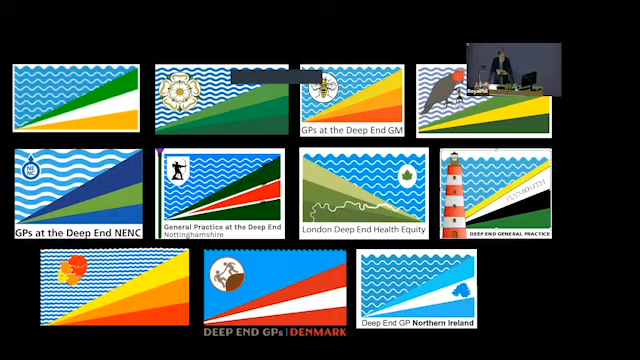 GPs at the Deep End GM
GPs at the Deep End NENC
General Practice at the Deep End
Nottinghamshire
London Deep End Health Equity
PLYMOUTH
DEEP END GENERAL PRACTICE
DEEP END GPs | DENMARK
Deep End GP Northern Ireland